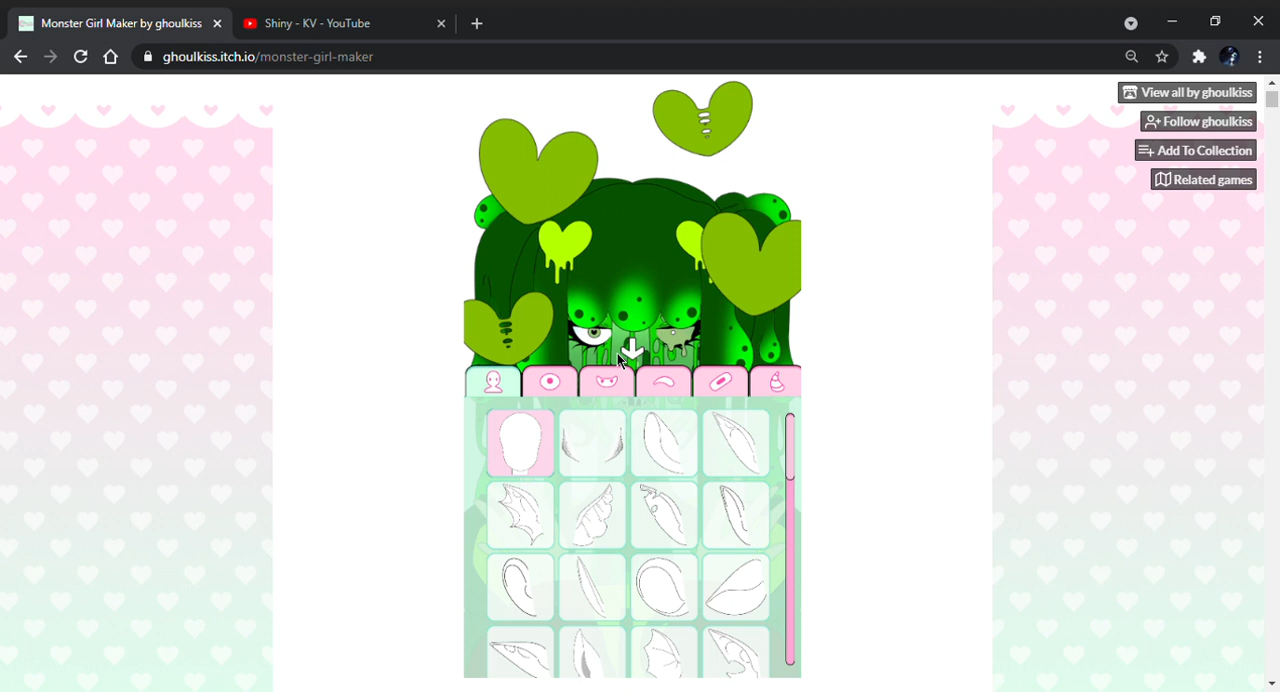 Monster Girl Maker by ghoulkiss
Shiny - KV - YouTube
ghoulkiss.itch.io/monster-girl-maker
View all by ghoulkiss
Follow ghoulkiss
Add To Collection
Related games